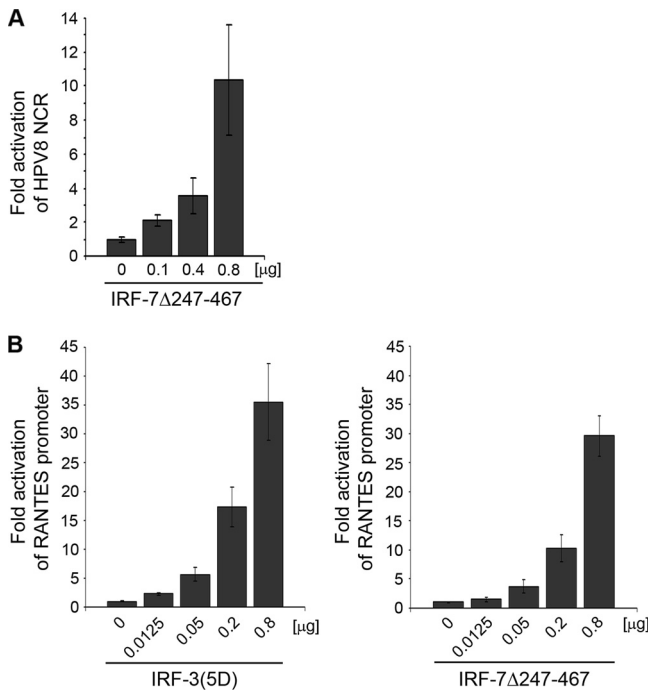 A
Fold activation
of HPV8 NCR
14
12
10
8
6
4
2
0
0 0.1 0.4 0.8 [µg]
IRF-7Δ247-467
B
Fold activation
of RANTES promoter
45
40
35
30
25
20
15
10
5
0
0 0.0125 0.05 0.2 0.8 [µg]
IRF-3(5D)
Fold activation
of RANTES promoter
45
40
35
30
25
20
15
10
5
0
0 0.0125 0.05 0.2 0.8 [µg]
IRF-7Δ247-467